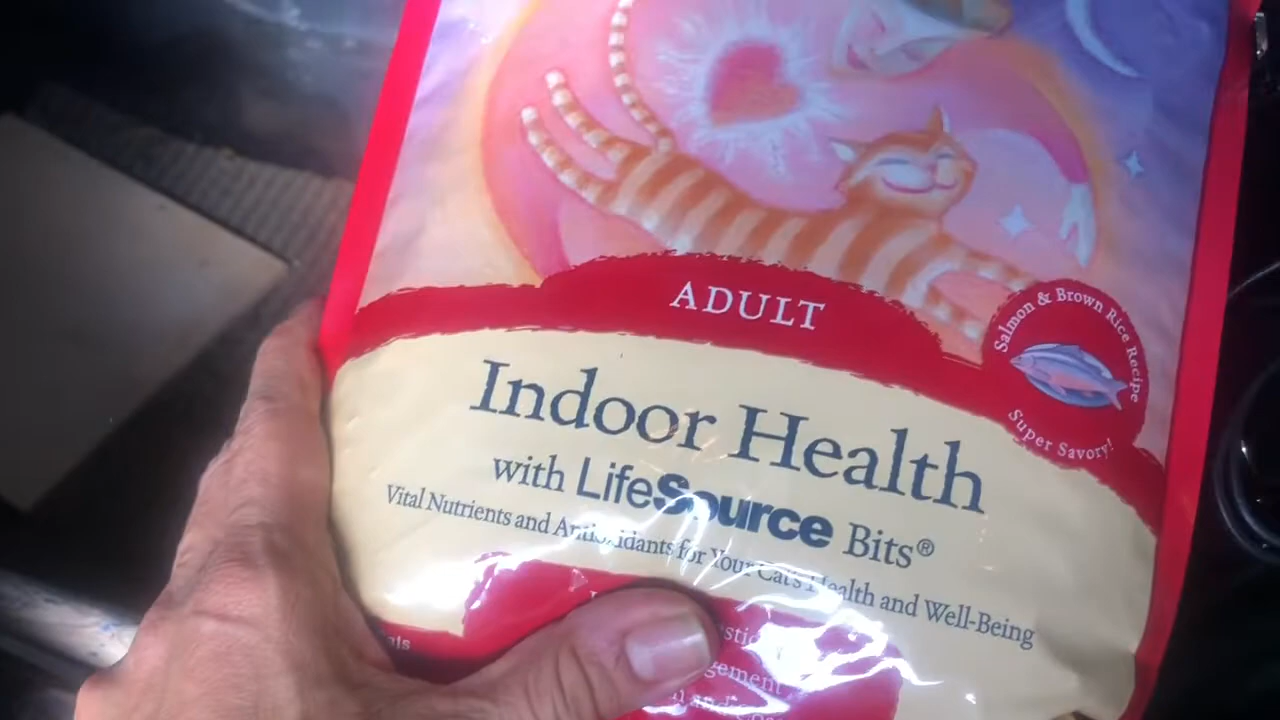 ADULT
Salmon & Brown Rice Recipe
Super Savory!
Indoor Health
with LifeSource Bits®
Vital Nutrients and Antioxidants for Your Cat's Health and Well-Being